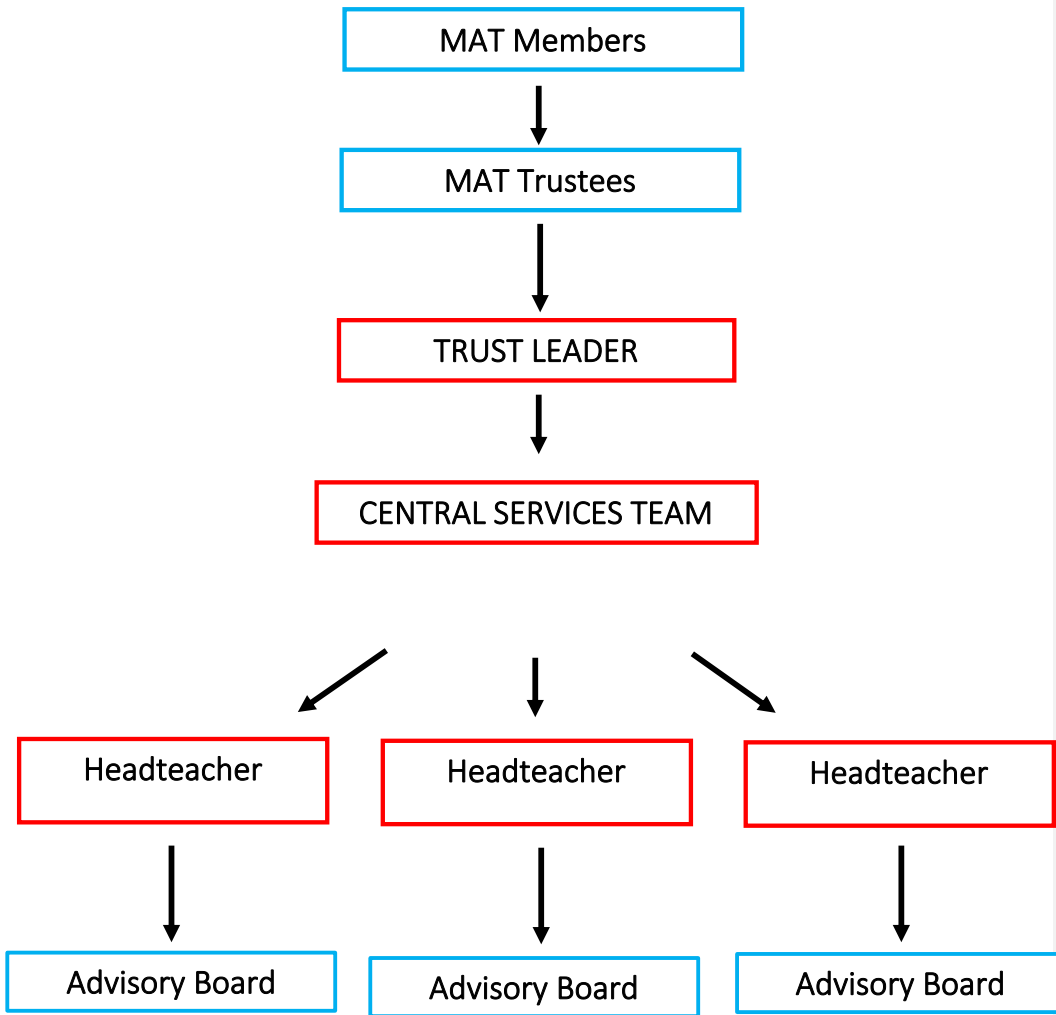 MAT Members
MAT Trustees
TRUST LEADER
CENTRAL SERVICES TEAM
Headteacher
Headteacher
Headteacher
Advisory Board
Advisory Board
Advisory Board